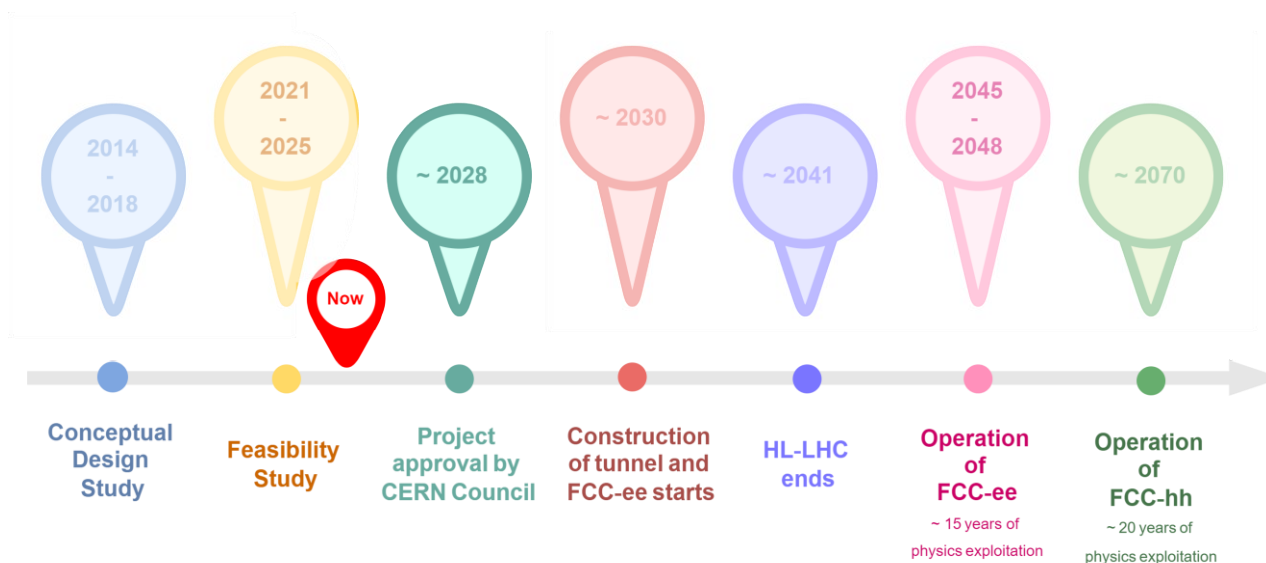 2014
-
2018
2021
-
2025
~ 2028
~ 2030
~ 2041
2045
-
2048
~ 2070
Now
Conceptual
Design
Study
Feasibility
Study
Project
approval by
CERN Council
Construction
of tunnel and
FCC-ee starts
HL-LHC
ends
Operation
of
FCC-ee
~ 15 years of
physics exploitation
Operation
of
FCC-hh
~ 20 years of
physics exploitation